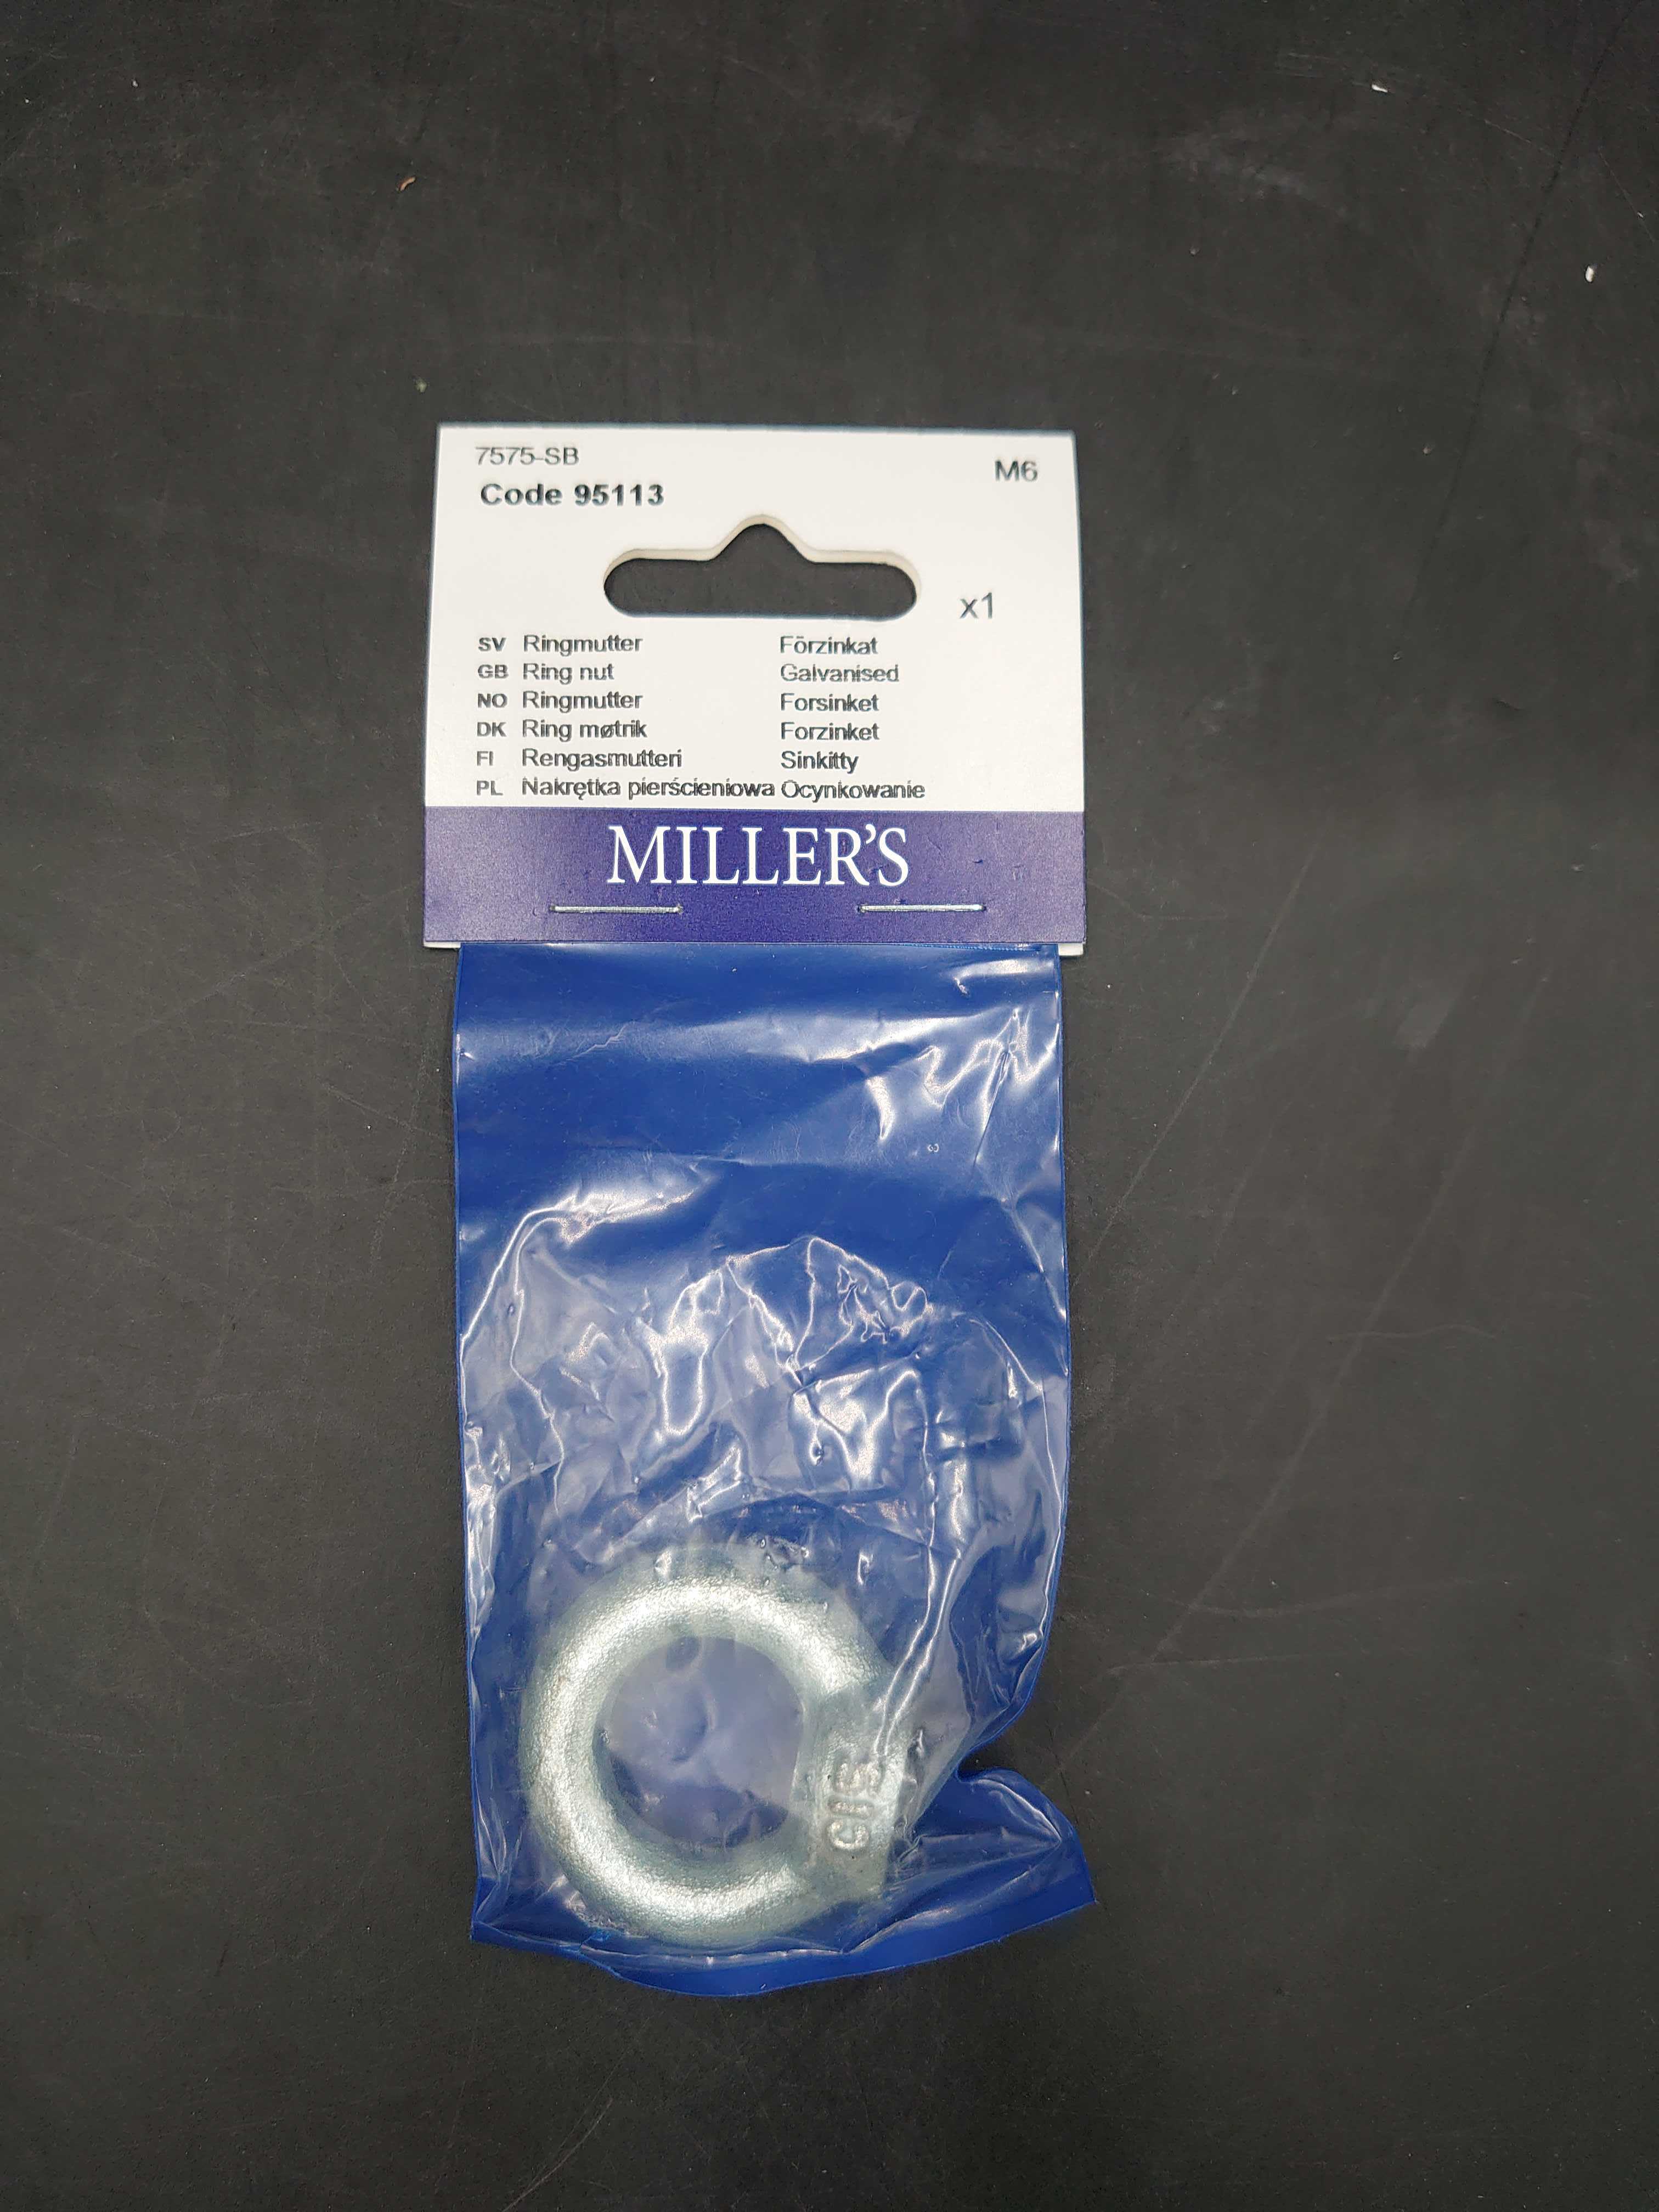 7575-SB
M6
Code 95113
x1
SV Ringmutter Förzinkat
GB Ring nut Galvanised
NO Ringmutter Forsinket
DK Ring møtrik Forzinket
FI Rengasmutteri Sinkitty
PL Nakrętka pierścieniowa Ocynkowanie
MILLER'S